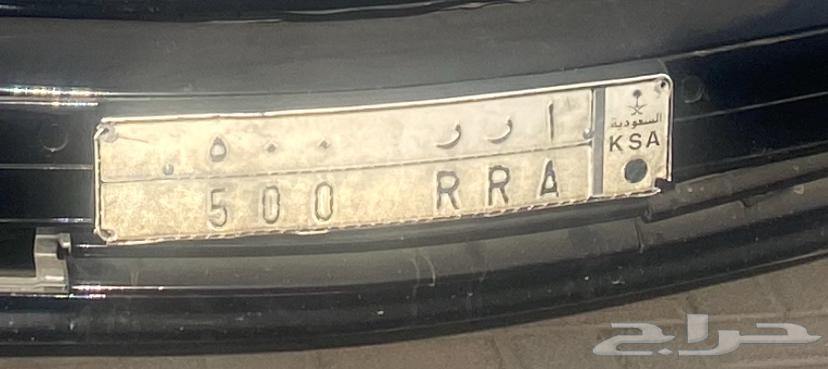 ٥٠٠ ا ر ر
500 RRA
السعودية
KSA
حراج